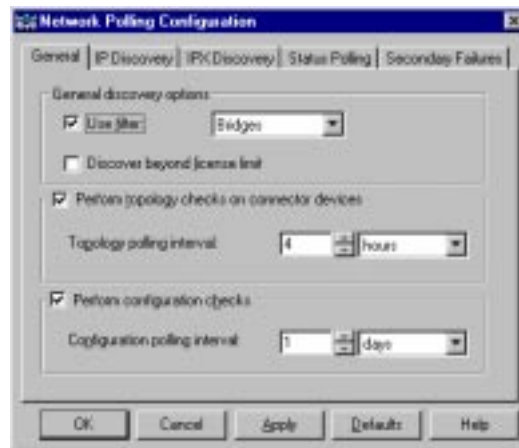 Network Polling Configuration
General IP Discovery IPX Discovery Status Polling Secondary Failures
General discovery options
Use filter: Bridges
Discover beyond license limit
Perform topology checks on connector devices
Topology polling interval: 4 hours
Perform configuration checks
Configuration polling interval: 1 days
OK Cancel Apply Defaults Help